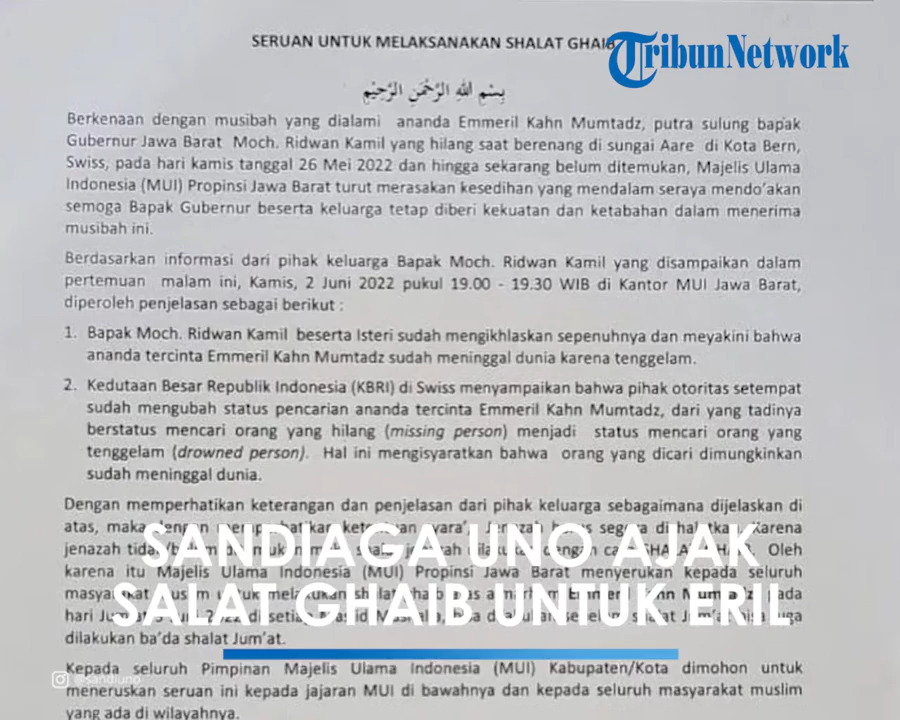 SERUAN UNTUK MELAKSANAKAN SHALAT GHAIB
TribunNetwork
بِسْمِ اللهِ الرَّحْمَنِ الرَّحِيْمِ
Berkenaan dengan musibah yang dialami ananda Emmeril Kahn Mumtadz, putra sulung bapak
Gubernur Jawa Barat Moch. Ridwan Kamil yang hilang saat berenang di sungai Aare di Kota Bern,
Swiss, pada hari kamis tanggal 26 Mei 2022 dan hingga sekarang belum ditemukan, Majelis Ulama
Indonesia (MUI) Propinsi Jawa Barat turut merasakan kesedihan yang mendalam seraya mendo'akan
semoga Bapak Gubernur beserta keluarga tetap diberi kekuatan dan ketabahan dalam menerima
musibah ini.
Berdasarkan informasi dari pihak keluarga Bapak Moch. Ridwan Kamil yang disampaikan dalam
pertemuan malam ini, Kamis, 2 Juni 2022 pukul 19.00 - 19.30 WIB di Kantor MUI Jawa Barat,
diperoleh penjelasan sebagai berikut :
1. Bapak Moch. Ridwan Kamil beserta Isteri sudah mengikhlaskan sepenuhnya dan meyakini bahwa
ananda tercinta Emmeril Kahn Mumtadz sudah meninggal dunia karena tenggelam.
2. Kedutaan Besar Republik Indonesia (KBRI) di Swiss menyampaikan bahwa pihak otoritas setempat
sudah mengubah status pencarian ananda tercinta Emmeril Kahn Mumtadz, dari yang tadinya
berstatus mencari orang yang hilang (missing person) menjadi status mencari orang yang
tenggelam (drowned person). Hal ini mengisyaratkan bahwa orang yang dicari dimungkinkan
sudah meninggal dunia.
Dengan memperhatikan keterangan dan penjelasan dari pihak keluarga sebagaimana dijelaskan di
atas, maka dengan karena
jenazah Oleh
SANDIAGA UNO AJAK
karena itu Majelis Ulama Indonesia (MUI) Propinsi Jawa Barat menyerukan kepada seluruh
SALAT GHAIB UNTUK ERIL
pada
hari
dilakukan ba'da shalat Jum'at.
Kepada seluruh Pimpinan Majelis Ulama Indonesia (MUI) Kabupaten/Kota dimohon untuk
@sandiuno
meneruskan seruan ini kepada jajaran MUI di bawahnya dan kepada seluruh masyarakat muslim
yang ada di wilayahnya.